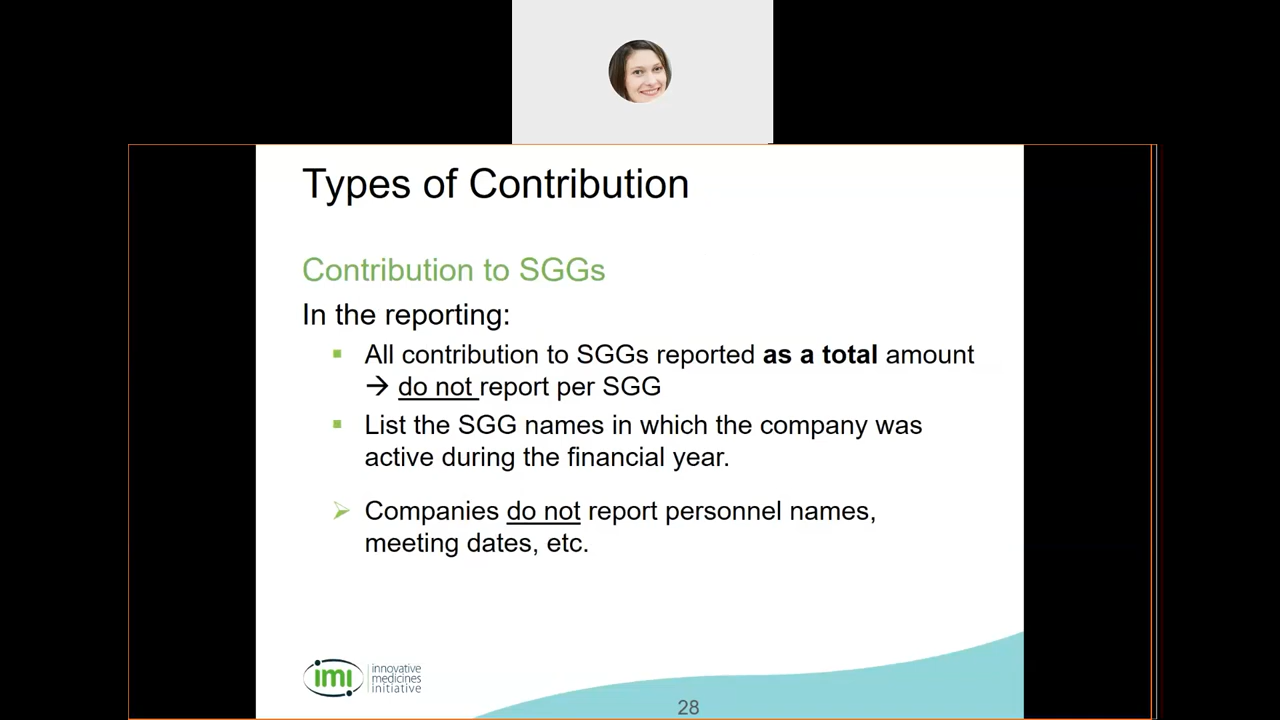 Types of Contribution
Contribution to SGGs
In the reporting:
All contribution to SGGs reported as a total amount
→ do not report per SGG
List the SGG names in which the company was
active during the financial year.
Companies do not report personnel names,
meeting dates, etc.
imi
innovative
medicines
initiative
28